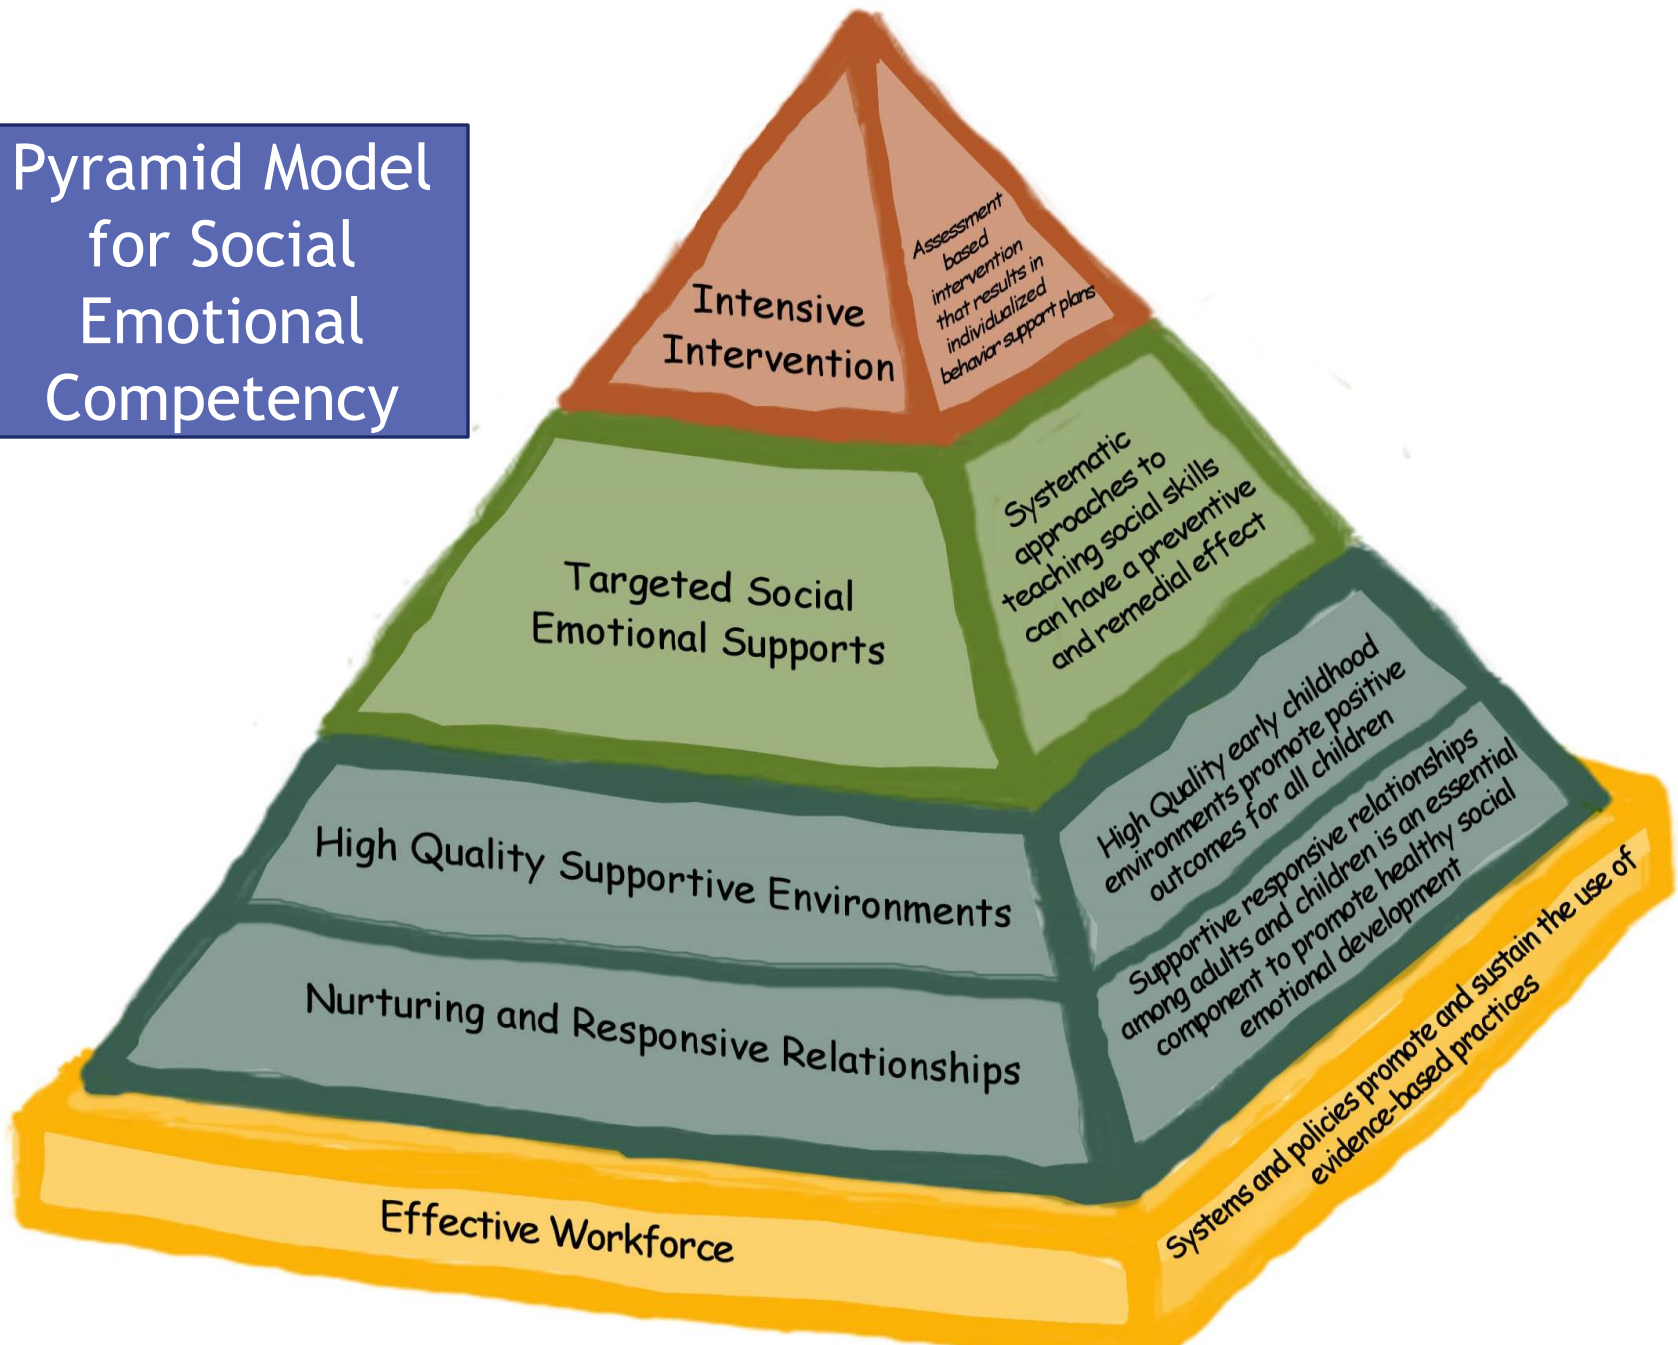 Pyramid Model
for Social
Emotional
Competency
Intensive
Intervention
Assessment
based
intervention
that results in
individualized
behavior support plans
Targeted Social
Emotional Supports
Systematic
approaches to
teaching social skills
can have a preventive
and remedial effect
High Quality Supportive Environments
High Quality early childhood
environments promote positive
outcomes for all children
Nurturing and Responsive Relationships
Supportive responsive relationships
among adults and children is an essential
component to promote healthy social
emotional development
Effective Workforce
Systems and policies promote and sustain the use of
evidence-based practices